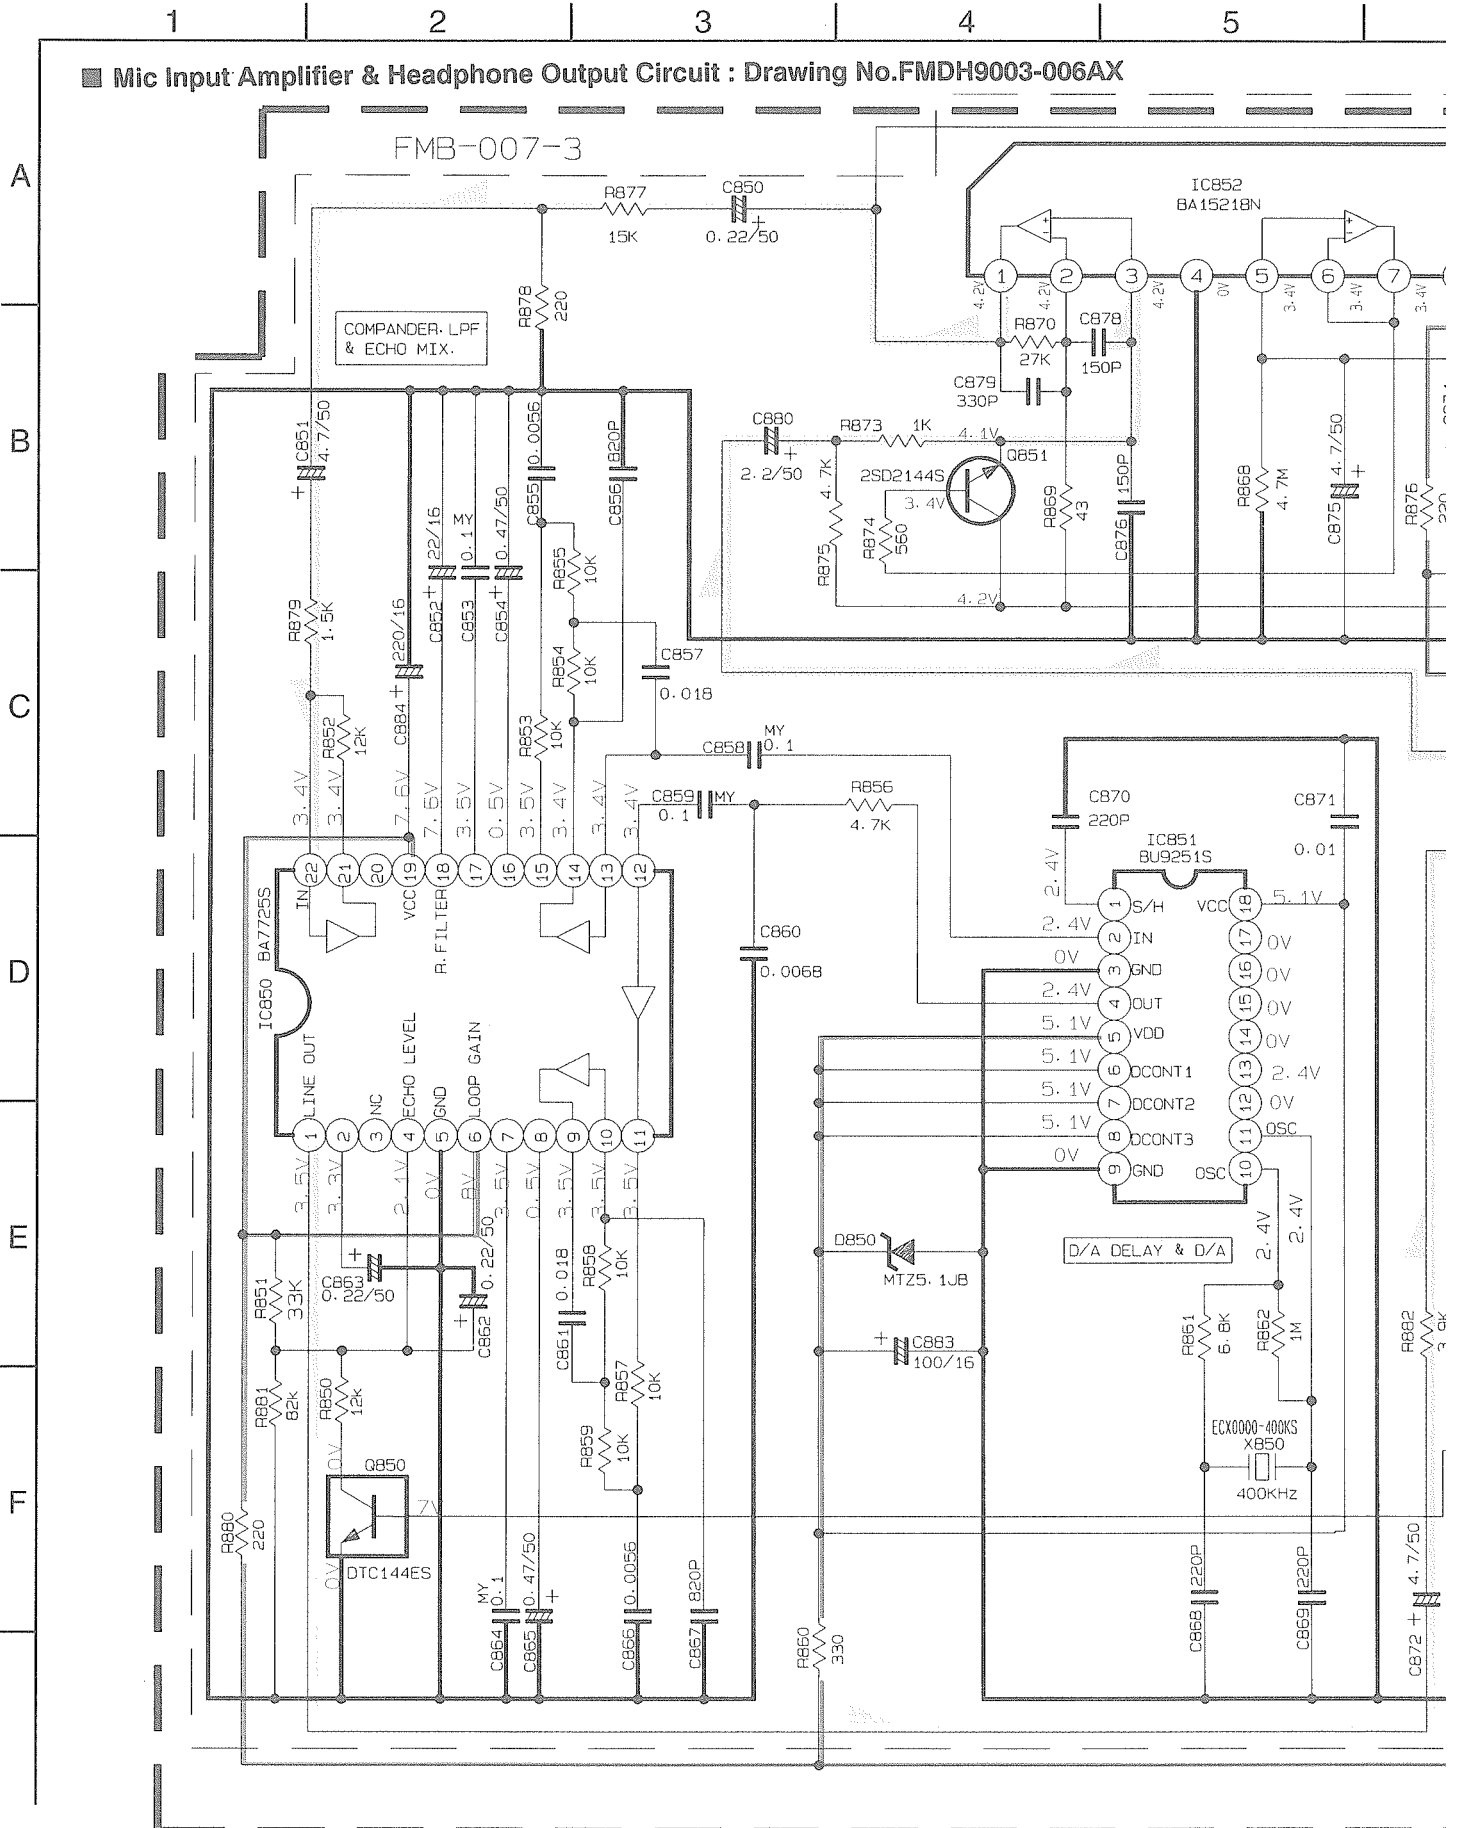 1 2 3 4 5
■ Mic Input Amplifier & Headphone Output Circuit : Drawing No.FMDH9003-006AX
A
FMB-007-3
R877
15K
C850
0.22/50
+
IC852
BA15218N
1 2 3 4 5 6 7
4.2V 4.2V 4.2V 0V 3.4V 3.4V 3.4V
R878
220
COMPANDER. LPF
& ECHO MIX.
R870
27K
C878
150P
C879
330P
B
C851
4.7/50
+
C855 0.0056
C856 820P
C880
2.2/50
+
R873 1K
4.1V
Q851
2SD2144S
3.4V
R875 4.7K
R874
560
R869
43
C876 150P
R868
4.7M
C875 4.7/50
+
R876
220
4.2V
C852 22/16
+
C853 0.1 MY
C854 0.47/50
+
R855
10K
R854
10K
C857
0.018
C
R879
1.5K
C884 220/16
+
R852
12K
R853
10K
C858 MY
0.1
C859 MY
0.1
R856
4.7K
C870
220P
C871
0.01
3.4V 3.4V 7.6V 7.6V 3.5V 0.5V 3.5V 3.4V 3.4V 3.4V
22 21 20 19 18 17 16 15 14 13 12
IN
VCC
R.FILTER
IC850 BA7725S
D
C860
0.0068
IC851
BU9251S
2.4V 1 S/H
2.4V 2 IN
0V 3 GND
2.4V 4 OUT
5.1V 5 VDD
5.1V 6 DCONT1
5.1V 7 DCONT2
5.1V 8 DCONT3
0V 9 GND
VCC 18 5.1V
17 0V
16 0V
15 0V
14 0V
13 2.4V
12 0V
11 OSC
OSC 10
2.4V
2.4V
LINE OUT
NC
ECHO LEVEL
GND
LOOP GAIN
1 2 3 4 5 6 7 8 9 10 11
3.5V 3.3V 2.1V 0V 8V 3.5V 0.5V 3.5V 3.5V 3.5V
E
D850
MTZ5.1JB
D/A DELAY & D/A
C863
0.22/50
+
C862
0.22/50
+
R851
33K
C861 0.018
R858
10K
R857
10K
C883
100/16
+
R861
6.8K
R862
1M
R882
F
R881
82k
R850
12k
0V
Q850
7V
0V
DTC144ES
R859
10K
ECX0000-400KS
X850
400KHz
R880
220
C864 0.1 MY
C865 0.47/50
+
C866 0.0056
C867 820P
R860
330
C868 220P
C869 220P
C872 4.7/50
+